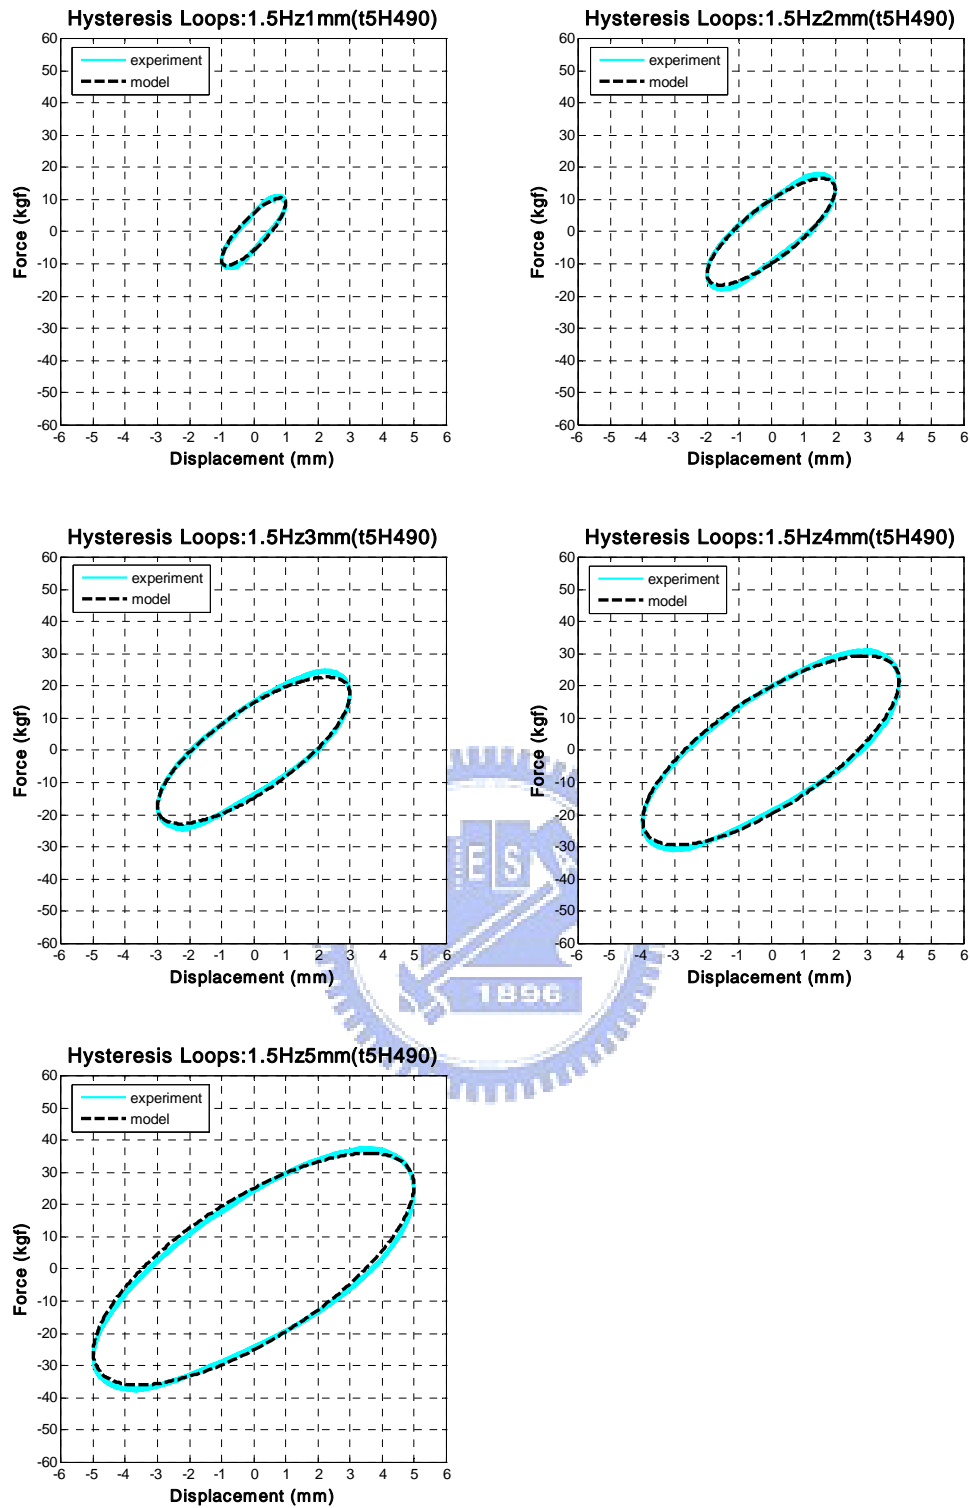 Hysteresis Loops:1.5Hz1mm(t5H490)
60
50
40
30
20
10
0
-10
-20
-30
-40
-50
-60
-6 -5 -4 -3 -2 -1 0 1 2 3 4 5 6
Force (kgf)
Displacement (mm)
experiment
model
Hysteresis Loops:1.5Hz2mm(t5H490)
60
50
40
30
20
10
0
-10
-20
-30
-40
-50
-60
-6 -5 -4 -3 -2 -1 0 1 2 3 4 5 6
Force (kgf)
Displacement (mm)
experiment
model
Hysteresis Loops:1.5Hz3mm(t5H490)
60
50
40
30
20
10
0
-10
-20
-30
-40
-50
-60
-6 -5 -4 -3 -2 -1 0 1 2 3 4 5 6
Force (kgf)
Displacement (mm)
experiment
model
Hysteresis Loops:1.5Hz4mm(t5H490)
60
50
40
30
20
10
0
-10
-20
-30
-40
-50
-60
-6 -5 -4 -3 -2 -1 0 1 2 3 4 5 6
Force (kgf)
Displacement (mm)
experiment
model
ES
1896
Hysteresis Loops:1.5Hz5mm(t5H490)
60
50
40
30
20
10
0
-10
-20
-30
-40
-50
-60
-6 -5 -4 -3 -2 -1 0 1 2 3 4 5 6
Force (kgf)
Displacement (mm)
experiment
model